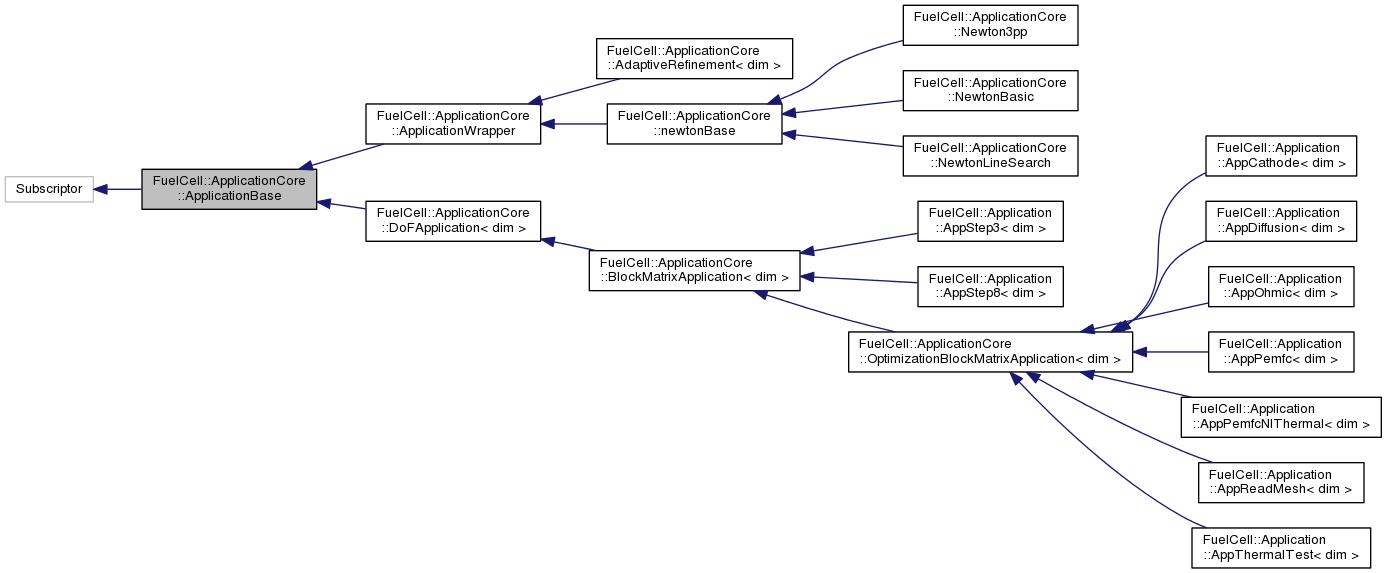 Subscriptor
FuelCell::ApplicationCore
::ApplicationBase
FuelCell::ApplicationCore
::ApplicationWrapper
FuelCell::ApplicationCore
::DoFApplication< dim >
FuelCell::ApplicationCore
::AdaptiveRefinement< dim >
FuelCell::ApplicationCore
::newtonBase
FuelCell::ApplicationCore
::BlockMatrixApplication< dim >
FuelCell::ApplicationCore
::Newton3pp
FuelCell::ApplicationCore
::NewtonBasic
FuelCell::ApplicationCore
::NewtonLineSearch
FuelCell::Application
::AppStep3< dim >
FuelCell::Application
::AppStep8< dim >
FuelCell::ApplicationCore
::OptimizationBlockMatrixApplication< dim >
FuelCell::Application
::AppCathode< dim >
FuelCell::Application
::AppDiffusion< dim >
FuelCell::Application
::AppOhmic< dim >
FuelCell::Application
::AppPemfc< dim >
FuelCell::Application
::AppPemfcNIThermal< dim >
FuelCell::Application
::AppReadMesh< dim >
FuelCell::Application
::AppThermalTest< dim >